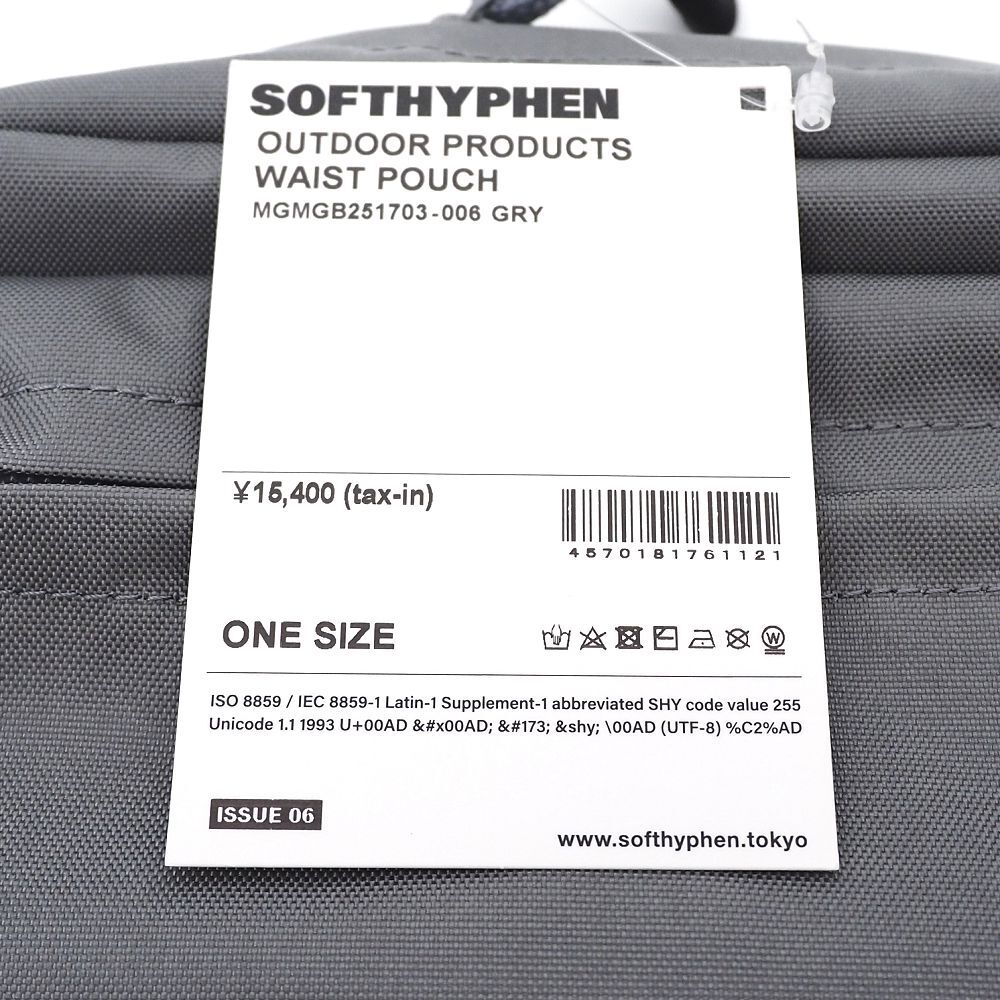 SOFTHYPHEN
OUTDOOR PRODUCTS
WAIST POUCH
MGMGB251703-006 GRY
¥15,400 (tax-in)
4570181761121
ONE SIZE
W
ISO 8859 / IEC 8859-1 Latin-1 Supplement-1 abbreviated SHY code value 255
Unicode 1.1 1993 U+00AD &#x00AD; &#173; &shy; \00AD (UTF-8) %C2%AD
ISSUE 06
www.softhyphen.tokyo